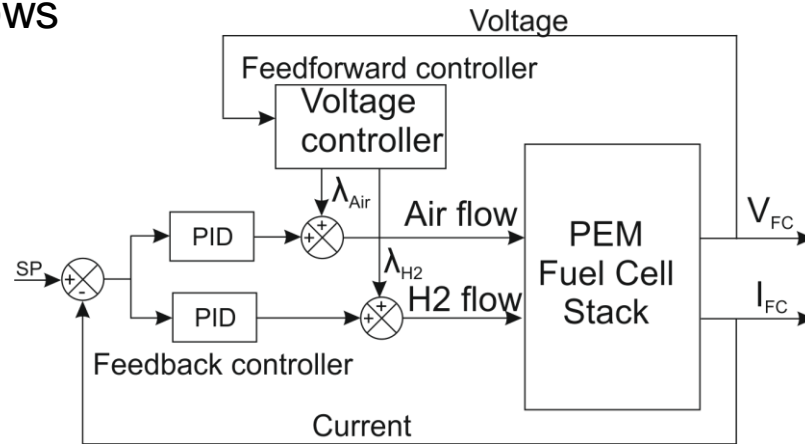 ows
Voltage
Feedforward controller
Voltage
controller
λAir
Air flow
PID
SP
+
-
+
+
λH2
H2 flow
PID
+
+
Feedback controller
PEM
Fuel Cell
Stack
VFC
IFC
Current